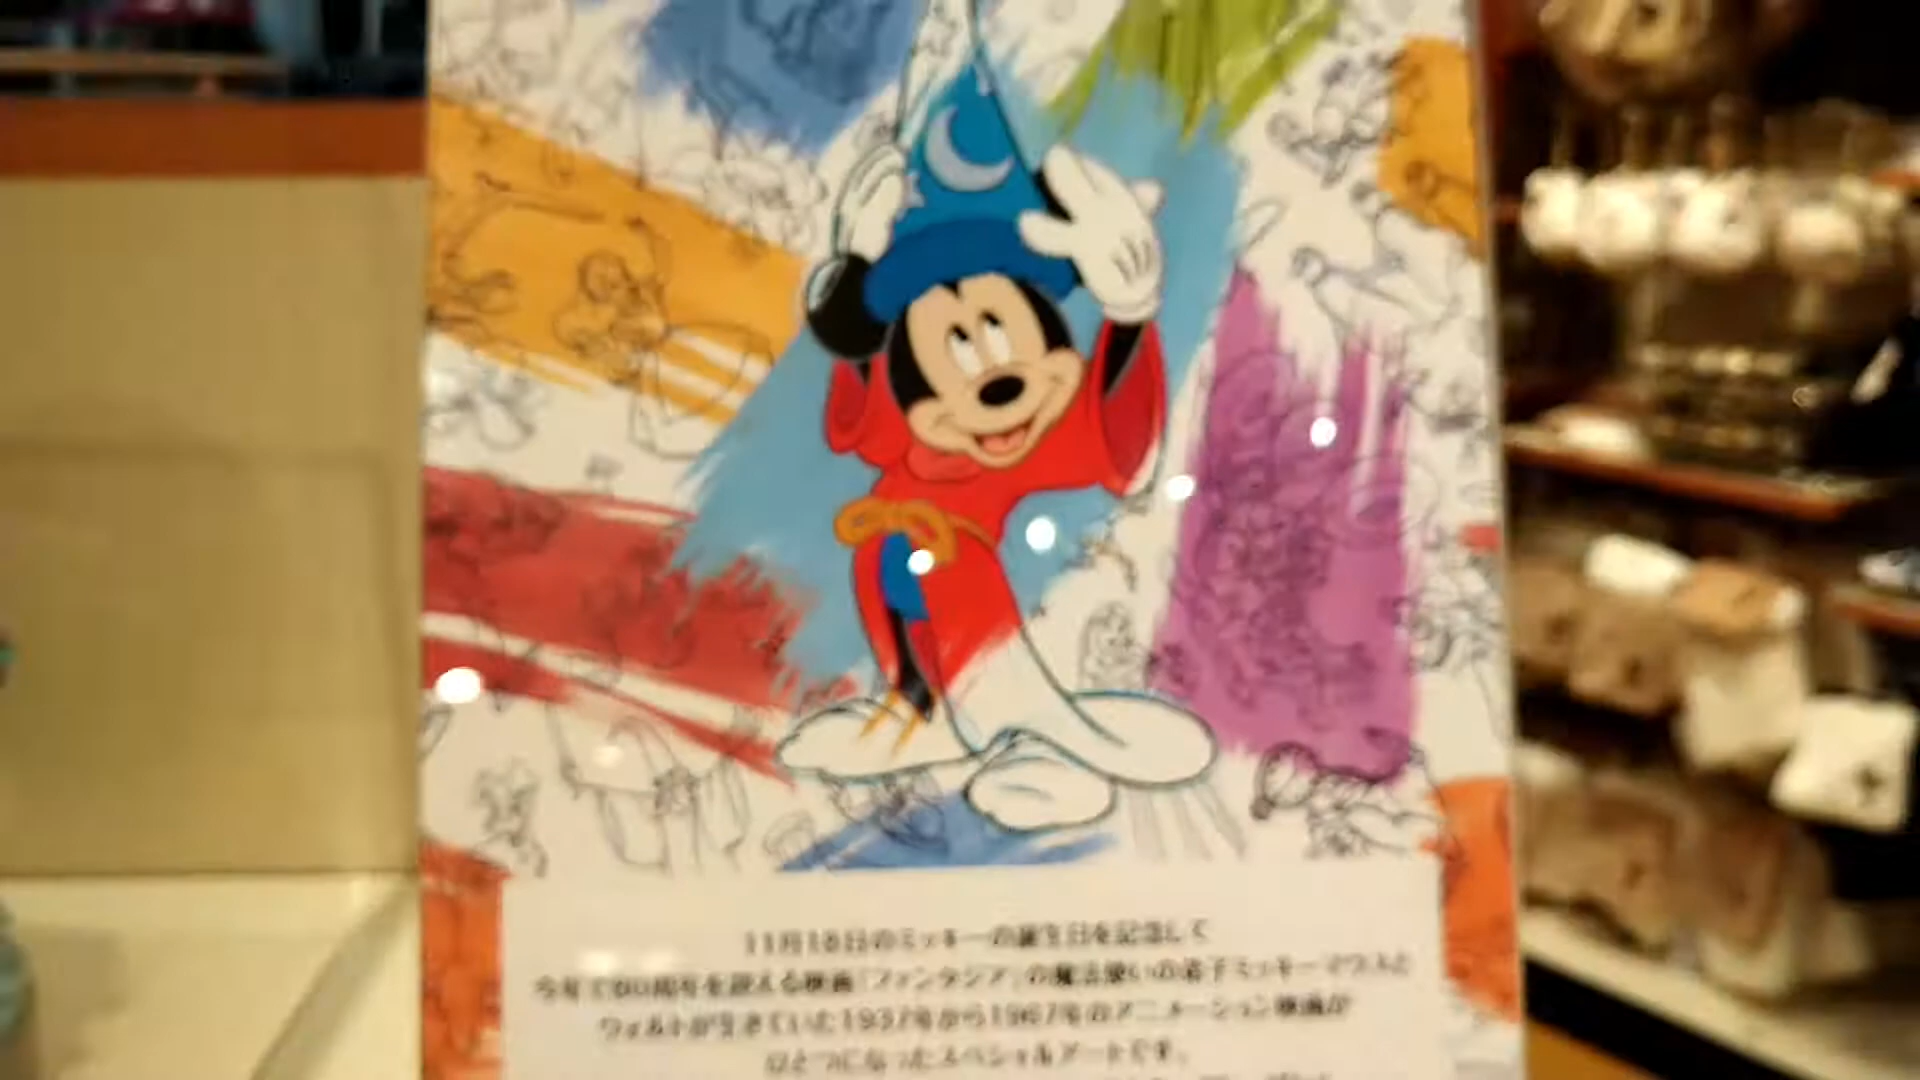 11月18日のミッキーの誕生日を記念して
今年で80周年を迎える映画「ファンタジア」の魔法使いの弟子ミッキーマウスと
ウォルトが生きていた1937年から1967年のアニメーション映画が
ひとつになったスペシャルアートです。